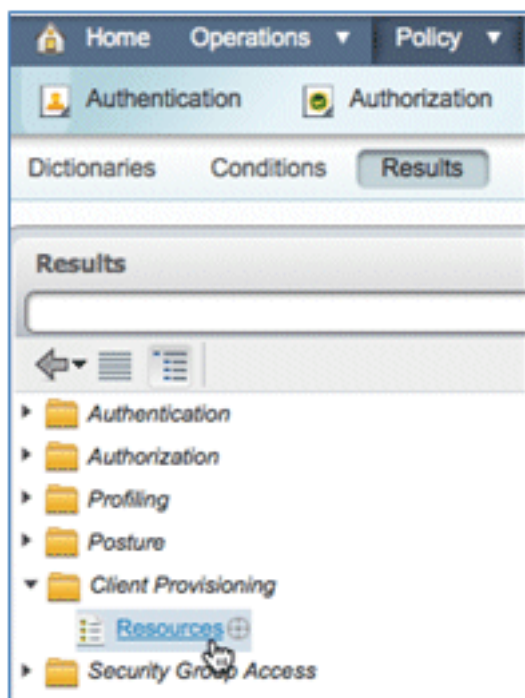 Home Operations Policy
Authentication Authorization
Dictionaries Conditions Results
Results
Authentication
Authorization
Profiling
Posture
Client Provisioning
Resources
Security Group Access